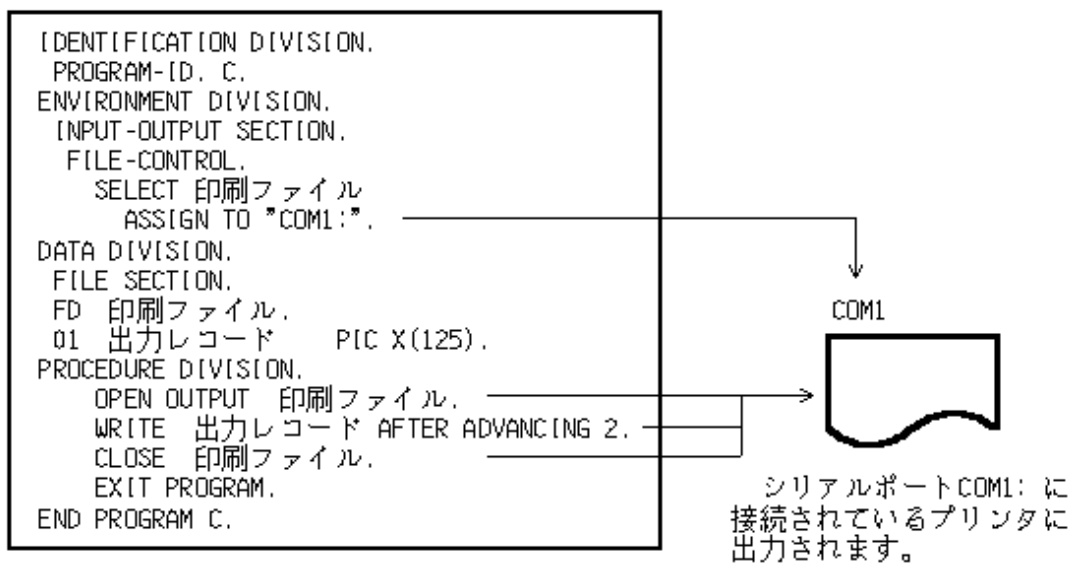 IDENTIFICATION DIVISION.
PROGRAM-ID. C.
ENVIRONMENT DIVISION.
INPUT-OUTPUT SECTION.
FILE-CONTROL.
SELECT 印刷ファイル
ASSIGN TO "COM1:".
DATA DIVISION.
FILE SECTION.
FD 印刷ファイル.
01 出力レコード PIC X(125).
PROCEDURE DIVISION.
OPEN OUTPUT 印刷ファイル.
WRITE 出力レコード AFTER ADVANCING 2.
CLOSE 印刷ファイル.
EXIT PROGRAM.
END PROGRAM C.
COM1
シリアルポートCOM1: に
接続されているプリンタに
出力されます。